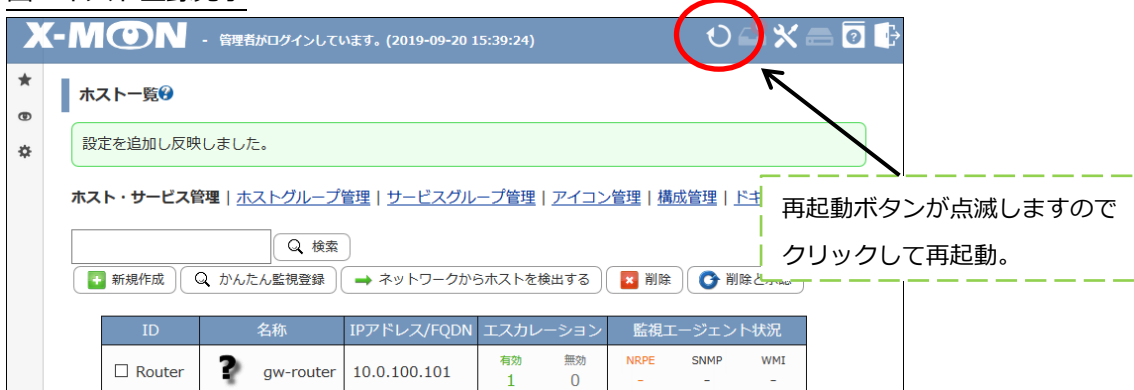 X-MON - 管理者がログインしています。(2019-09-20 15:39:24)
ホスト一覧
設定を追加し反映しました。
ホスト・サービス管理 | ホストグループ管理 | サービスグループ管理 | アイコン管理 | 構成管理 | ドキ
再起動ボタンが点滅しますので
クリックして再起動。
検索
新規作成 かんたん監視登録 ネットワークからホストを検出する 削除 削除と承認
ID 名称 IPアドレス/FQDN エスカレーション 監視エージェント状況
有効 無効 NRPE SNMP WMI
Router gw-router 10.0.100.101 1 0 - - -